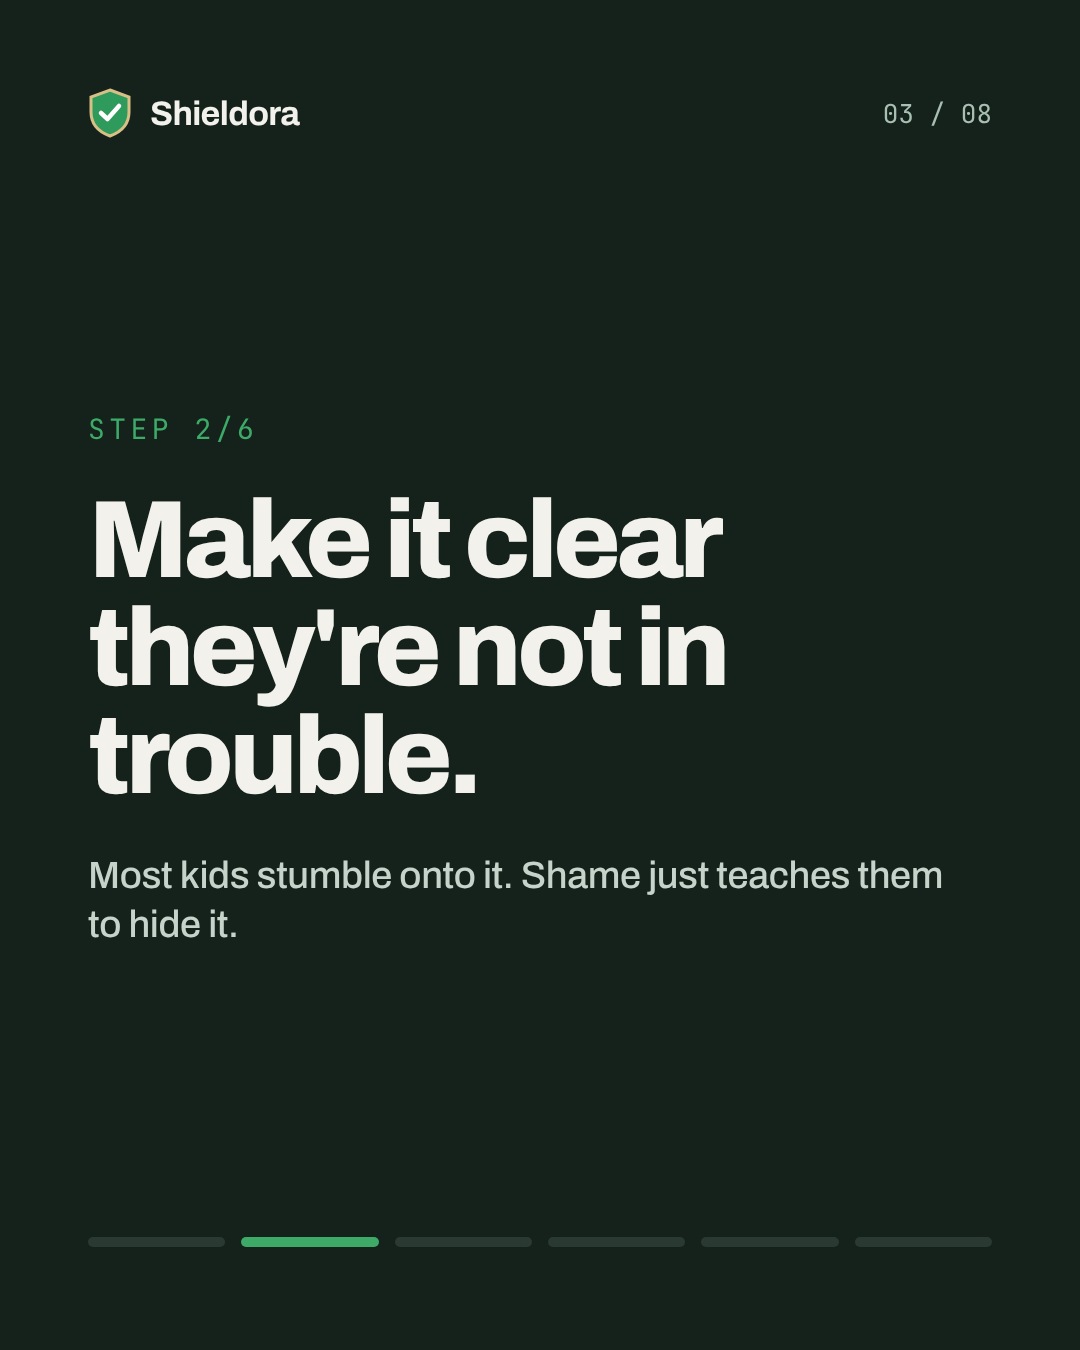 Shieldora
03 / 08
STEP 2/6
Make it clear
they're not in
trouble.
Most kids stumble onto it. Shame just teaches them
to hide it.